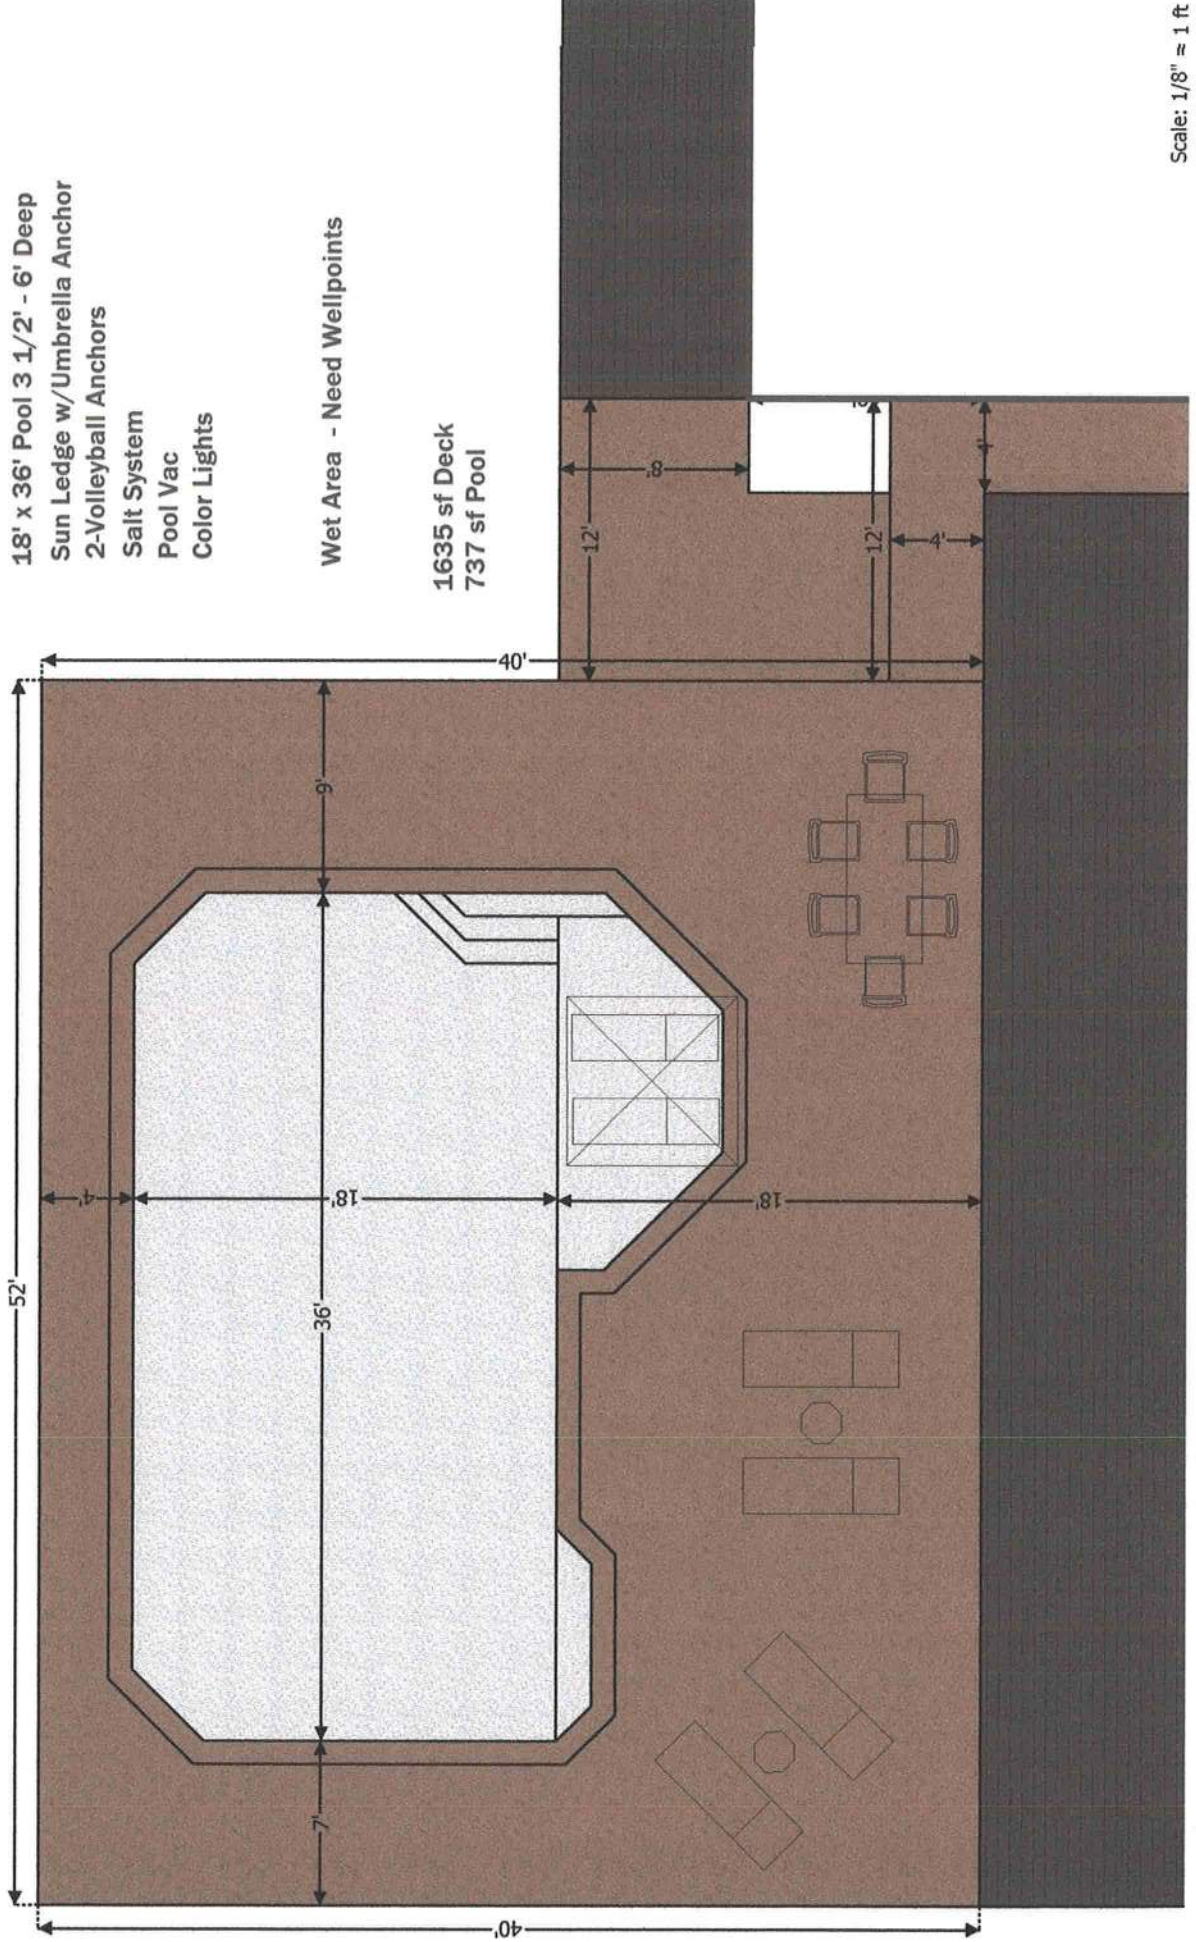 18' x 36' Pool 3 1/2' - 6' Deep
Sun Ledge w/Umbrella Anchor
2-Volleyball Anchors
Salt System
Pool Vac
Color Lights
Wet Area - Need Wellpoints
1635 sf Deck
737 sf Pool
52'
40'
9'
4'
18'
36'
18'
7'
40'
12'
8'
12'
4'
4'
Scale: 1/8" = 1 ft